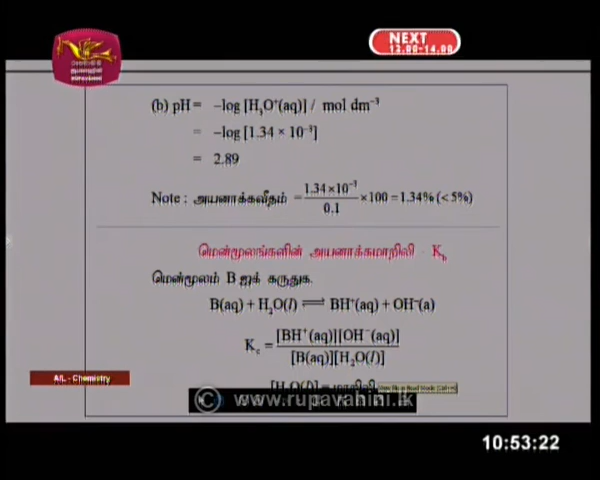 NEXT
13.00-14.00
RUPAVAHINI
(b) pH = –log [H₃O⁺(aq)] / mol dm⁻³
= –log [1.34 × 10⁻³]
= 2.89
Note : அயனாக்கவீதம் = 1.34×10⁻³ / 0.1 ×100 = 1.34% (< 5%)
மென்மூலங்களின் அயனாக்கமாறிலி - K_b
மென்மூலம் B ஐக் கருதுக.
B(aq) + H₂O(l) ⇌ BH⁺(aq) + OH⁻(a)
K_c = [BH⁺(aq)][OH⁻(aq)] / [B(aq)][H₂O(l)]
A/L - Chemistry
[H₂O(l)] = மாறிலி
© www.rupavahini.lk
10:53:22